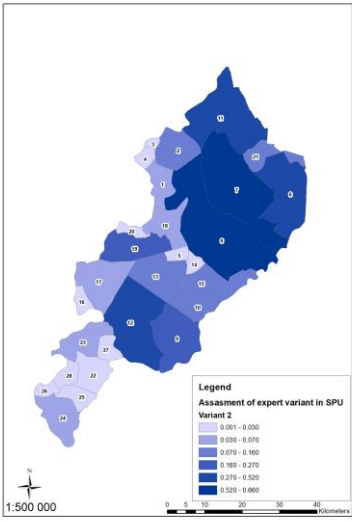 11
3
2
4
21
1
7
6
18
20
8
19
5
14
13
15
17
10
16
12
23
9
27
28
22
26
25
24
Legend
Assasment of expert variant in SPU
Variant 2
0.001 - 0.030
0.030 - 0.070
0.070 - 0.160
0.160 - 0.270
0.270 - 0.520
0.520 - 0.660
N
1:500 000
0 5 10 20 30 40
Kilometers